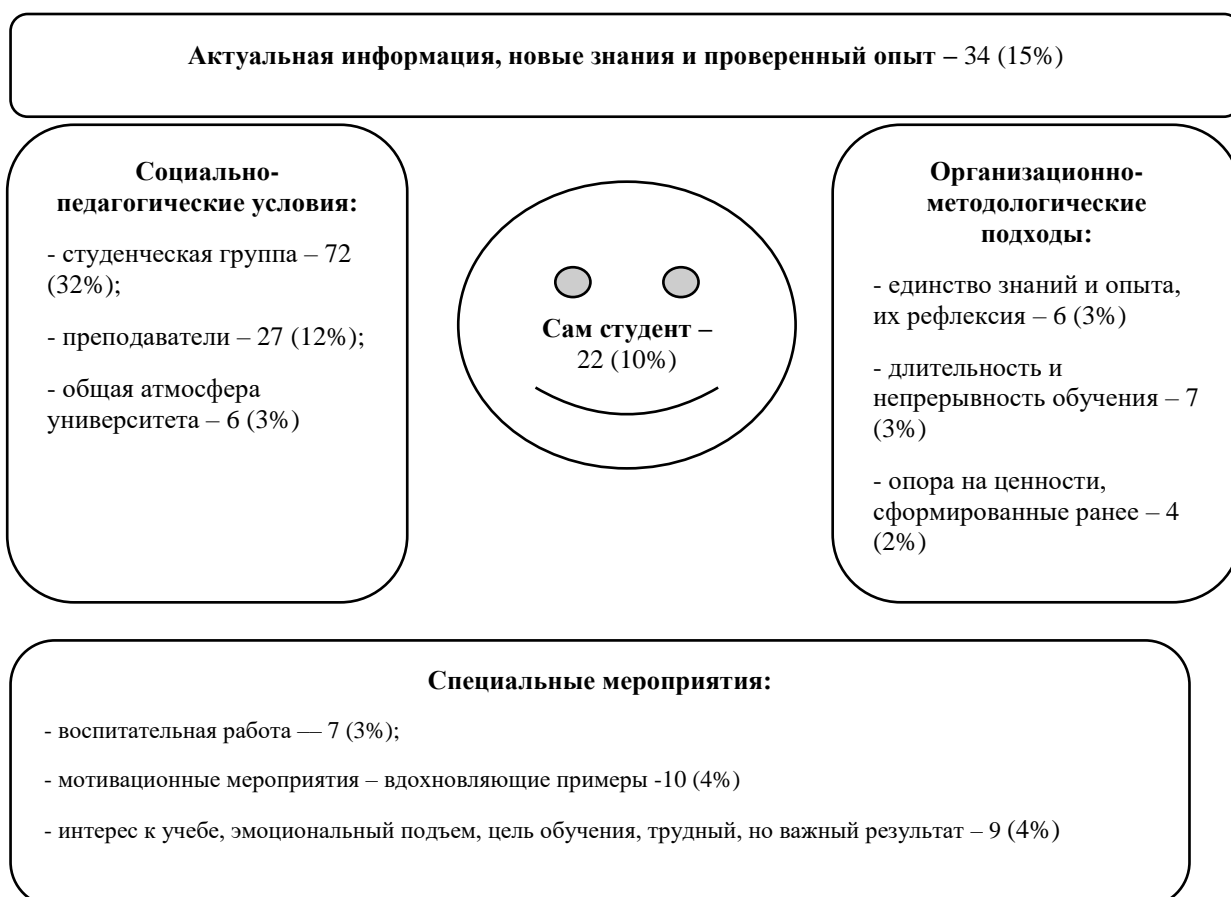 Актуальная информация, новые знания и проверенный опыт – 34 (15%)
Социально-
педагогические условия:
- студенческая группа – 72
(32%);
- преподаватели – 27 (12%);
- общая атмосфера
университета – 6 (3%)
Сам студент –
22 (10%)
Организационно-
методологические
подходы:
- единство знаний и опыта,
их рефлексия – 6 (3%)
- длительность и
непрерывность обучения – 7
(3%)
- опора на ценности,
сформированные ранее – 4
(2%)
Специальные мероприятия:
- воспитательная работа — 7 (3%);
- мотивационные мероприятия – вдохновляющие примеры -10 (4%)
- интерес к учебе, эмоциональный подъем, цель обучения, трудный, но важный результат – 9 (4%)